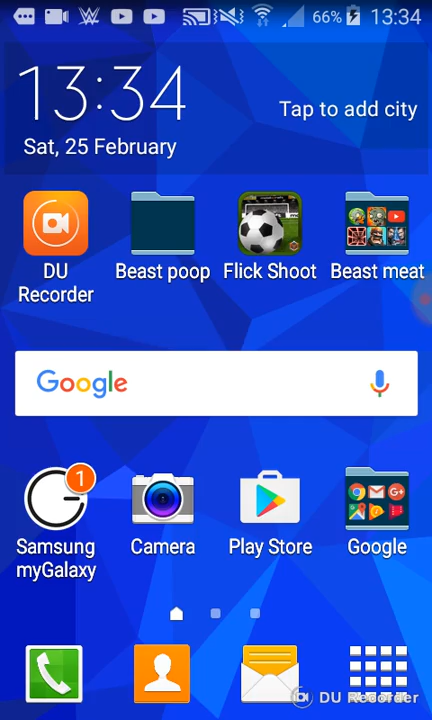 66% 13:34
13:34
Tap to add city
Sat, 25 February
DU
Recorder
Beast poop
Flick Shoot
Beast meat
Google
1
Samsung
myGalaxy
Camera
Play Store
Google
DU Recorder